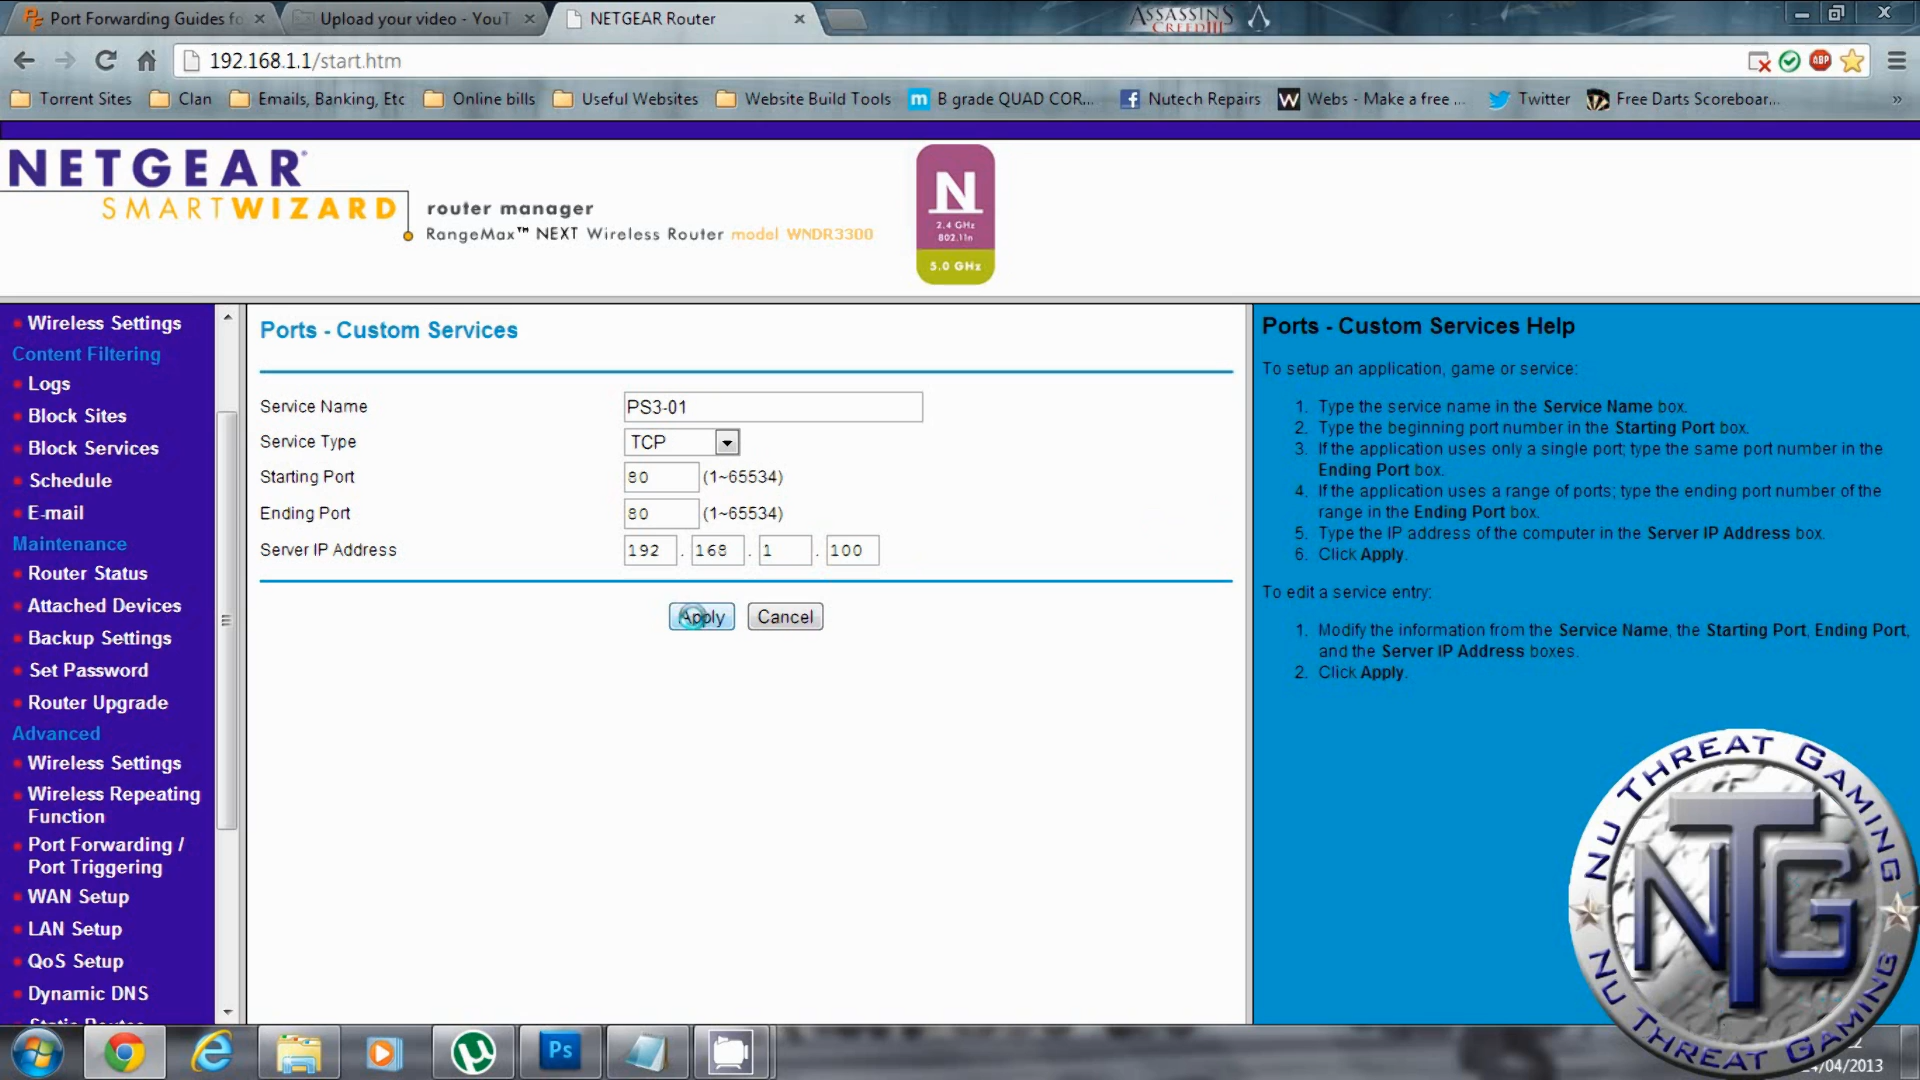 Port Forwarding Guides fo
Upload your video - YouT
NETGEAR Router
ASSASSIN'S
CREED III
192.168.1.1/start.htm
ABP
Torrent Sites
Clan
Emails, Banking, Etc
Online bills
Useful Websites
Website Build Tools
m B grade QUAD COR...
f Nutech Repairs
W Webs - Make a free ...
Twitter
Free Darts Scoreboar...
»
NETGEAR
SMARTWIZARD
router manager
RangeMax™ NEXT Wireless Router model WNDR3300
N
2.4 GHz
802.11n
5.0 GHz
Wireless Settings
Content Filtering
Logs
Block Sites
Block Services
Schedule
E-mail
Maintenance
Router Status
Attached Devices
Backup Settings
Set Password
Router Upgrade
Advanced
Wireless Settings
Wireless Repeating
Function
Port Forwarding /
Port Triggering
WAN Setup
LAN Setup
QoS Setup
Dynamic DNS
Ports - Custom Services
Service Name PS3-01
Service Type TCP
Starting Port 80 (1~65534)
Ending Port 80 (1~65534)
Server IP Address 192 . 168 . 1 . 100
Apply Cancel
Ports - Custom Services Help
To setup an application, game or service:
1. Type the service name in the Service Name box.
2. Type the beginning port number in the Starting Port box.
3. If the application uses only a single port; type the same port number in the
Ending Port box.
4. If the application uses a range of ports; type the ending port number of the
range in the Ending Port box.
5. Type the IP address of the computer in the Server IP Address box.
6. Click Apply.
To edit a service entry:
1. Modify the information from the Service Name, the Starting Port, Ending Port,
and the Server IP Address boxes.
2. Click Apply.
NU THREAT GAMING
NTG
NU THREAT GAMING
Ps
/04/2013